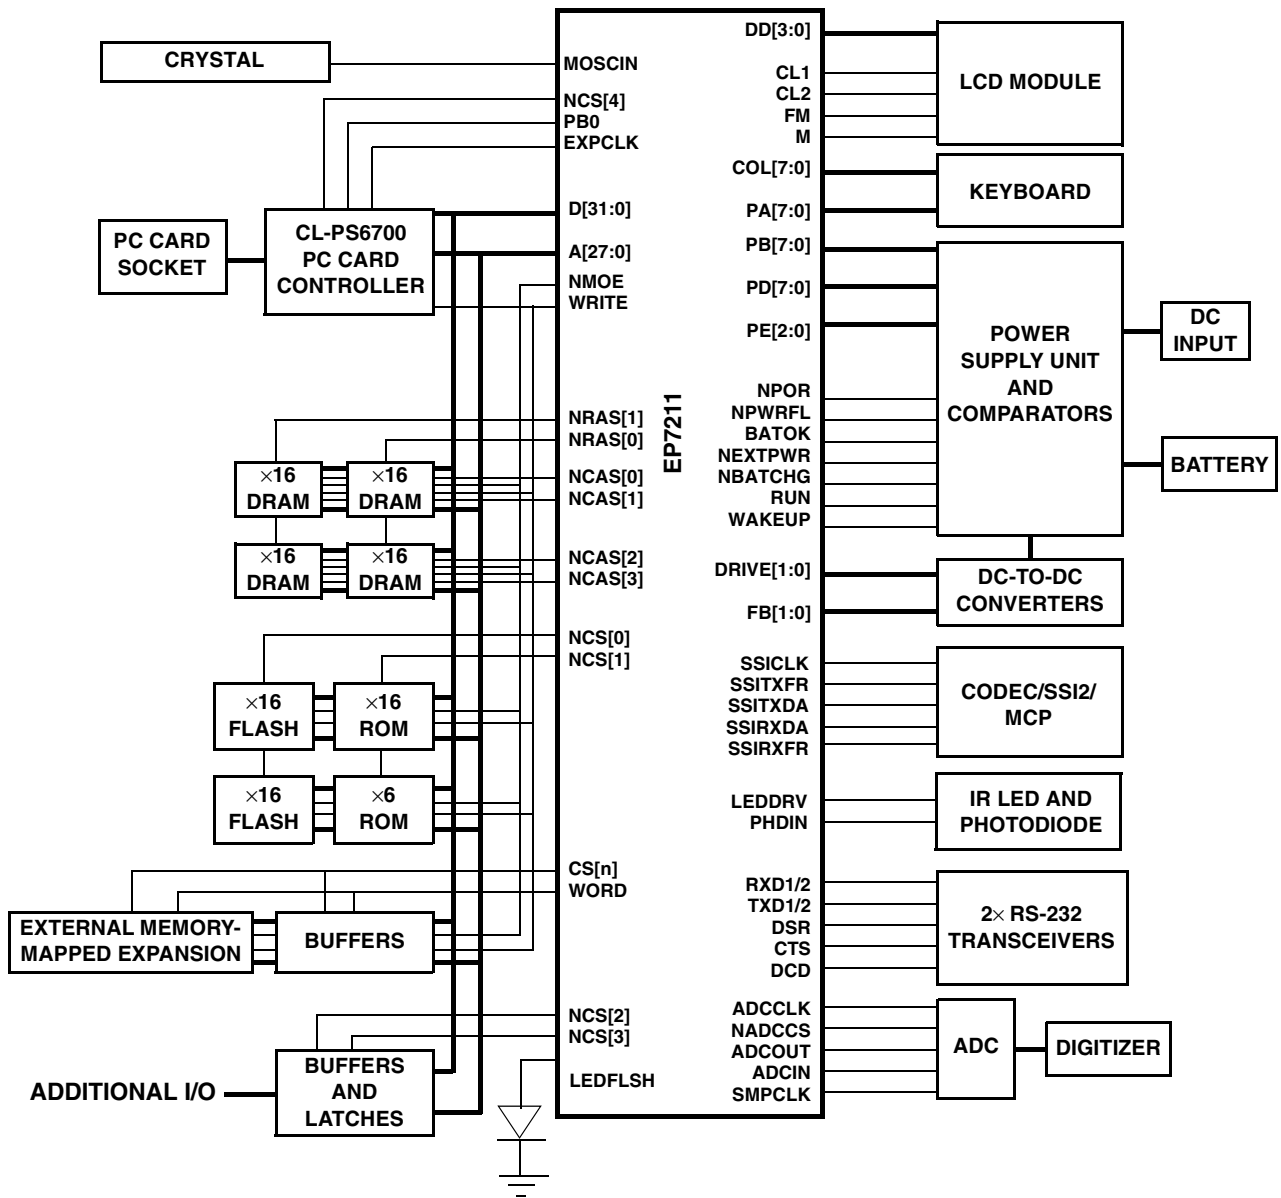 CRYSTAL
MOSCIN
NCS[4]
PB0
EXPCLK
D[31:0]
A[27:0]
NMOE
WRITE
PC CARD
SOCKET
CL-PS6700
PC CARD
CONTROLLER
NRAS[1]
NRAS[0]
NCAS[0]
NCAS[1]
×16
DRAM
×16
DRAM
NCAS[2]
NCAS[3]
×16
DRAM
×16
DRAM
NCS[0]
NCS[1]
×16
FLASH
×16
ROM
×16
FLASH
×6
ROM
CS[n]
WORD
EXTERNAL MEMORY-
MAPPED EXPANSION
BUFFERS
NCS[2]
NCS[3]
ADDITIONAL I/O
BUFFERS
AND
LATCHES
LEDFLSH
EP7211
DD[3:0]
CL1
CL2
FM
M
LCD MODULE
COL[7:0]
PA[7:0]
KEYBOARD
PB[7:0]
PD[7:0]
PE[2:0]
NPOR
NPWRFL
BATOK
NEXTPWR
NBATCHG
RUN
WAKEUP
POWER
SUPPLY UNIT
AND
COMPARATORS
DC
INPUT
BATTERY
DRIVE[1:0]
FB[1:0]
DC-TO-DC
CONVERTERS
SSICLK
SSITXFR
SSITXDA
SSIRXDA
SSIRXFR
CODEC/SSI2/
MCP
LEDDRV
PHDIN
IR LED AND
PHOTODIODE
RXD1/2
TXD1/2
DSR
CTS
DCD
2× RS-232
TRANSCEIVERS
ADCCLK
NADCCS
ADCOUT
ADCIN
SMPCLK
ADC
DIGITIZER